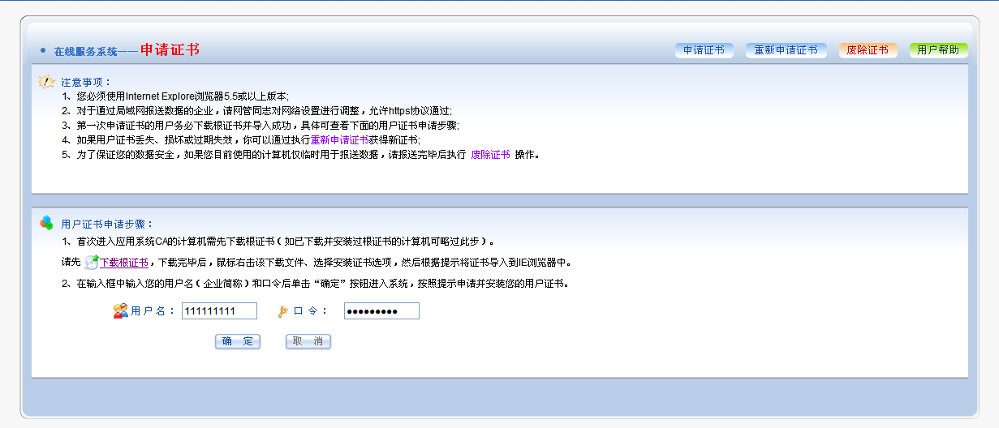 • 在线服务系统——申请证书 申请证书 重新申请证书 废除证书 用户帮助
注意事项：
1、您必须使用Internet Explore浏览器5.5或以上版本;
2、对于通过局域网报送数据的企业，请网管同志对网络设置进行调整，允许https协议通过;
3、第一次申请证书的用户务必下载根证书并导入成功，具体可查看下面的用户证书申请步骤;
4、如果用户证书丢失、损坏或过期失效，你可以通过执行重新申请证书获得新证书;
5、为了保证您的数据安全，如果您目前使用的计算机仅临时用于报送数据，请报送完毕后执行 废除证书 操作。
用户证书申请步骤：
1、首次进入应用系统CA的计算机需先下载根证书（如已下载并安装过根证书的计算机可略过此步）。
请先 下载根证书，下载完毕后，鼠标右击该下载文件、选择安装证书选项，然后根据提示将证书导入到IE浏览器中。
2、在输入框中输入您的用户名（企业简称）和口令后单击“确定”按钮进入系统，按照提示申请并安装您的用户证书。
用户名： 111111111 口令： ●●●●●●●●●
确 定 取 消